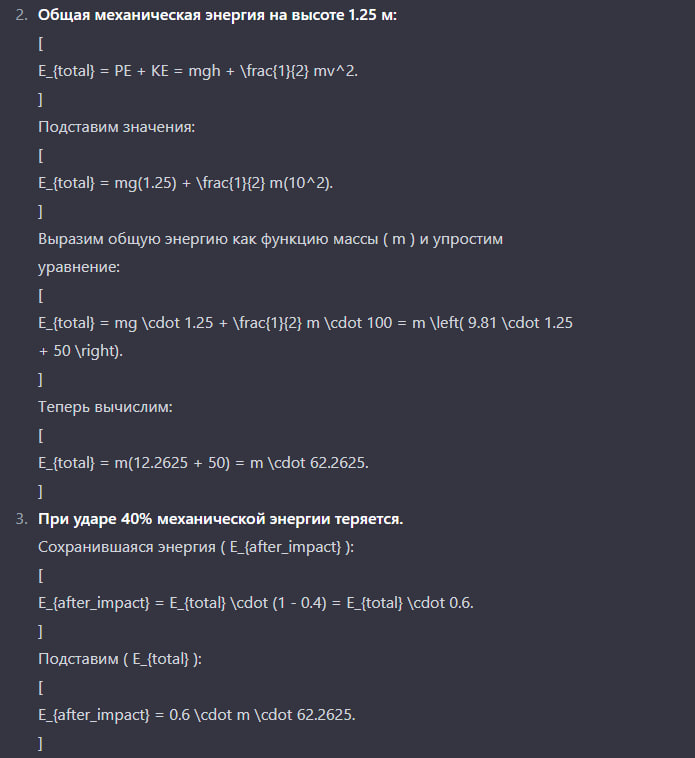 2. Общая механическая энергия на высоте 1.25 м:
[
E_{total} = PE + KE = mgh + \frac{1}{2} mv^2.
]
Подставим значения:
[
E_{total} = mg(1.25) + \frac{1}{2} m(10^2).
]
Выразим общую энергию как функцию массы ( m ) и упростим
уравнение:
[
E_{total} = mg \cdot 1.25 + \frac{1}{2} m \cdot 100 = m \left( 9.81 \cdot 1.25
+ 50 \right).
]
Теперь вычислим:
[
E_{total} = m(12.2625 + 50) = m \cdot 62.2625.
]
3. При ударе 40% механической энергии теряется.
Сохранившаяся энергия ( E_{after_impact} ):
[
E_{after_impact} = E_{total} \cdot (1 - 0.4) = E_{total} \cdot 0.6.
]
Подставим ( E_{total} ):
[
E_{after_impact} = 0.6 \cdot m \cdot 62.2625.
]